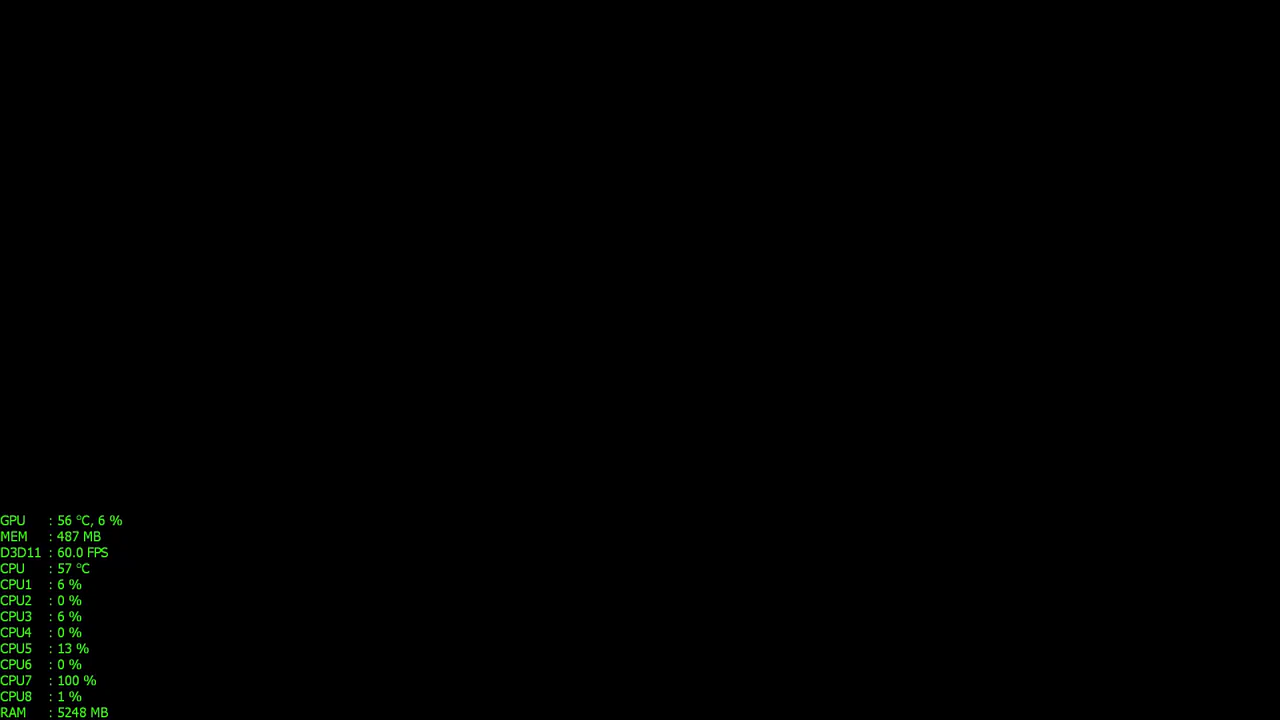 GPU : 56 °C, 6 %
MEM : 487 MB
D3D11 : 60.0 FPS
CPU : 57 °C
CPU1 : 6 %
CPU2 : 0 %
CPU3 : 6 %
CPU4 : 0 %
CPU5 : 13 %
CPU6 : 0 %
CPU7 : 100 %
CPU8 : 1 %
RAM : 5248 MB